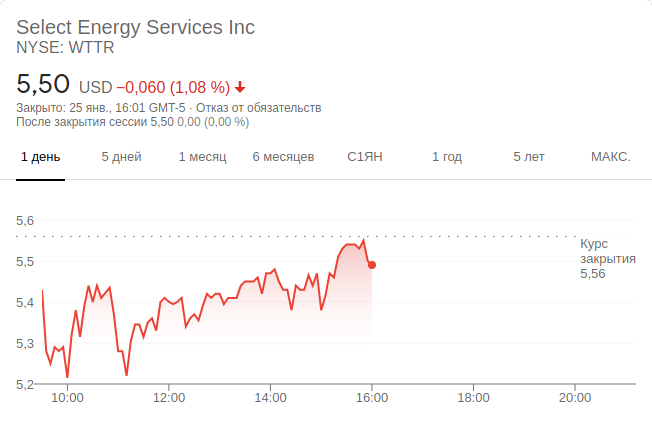 Select Energy Services Inc
NYSE: WTTR
5,50 USD −0,060 (1,08 %)
Закрыто: 25 янв., 16:01 GMT-5 · Отказ от обязательств
После закрытия сессии 5,50 0,00 (0,00 %)
1 день 5 дней 1 месяц 6 месяцев С1ЯН 1 год 5 лет МАКС.
5,6
Курс
закрытия
5,56
5,5
5,4
5,3
5,2
10:00 12:00 14:00 16:00 18:00 20:00